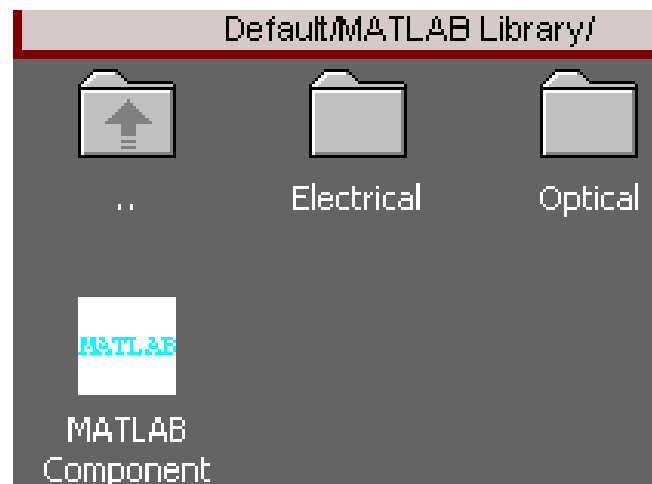 Default/MATLAB Library/
..
Electrical
Optical
MATLAB
MATLAB
Component